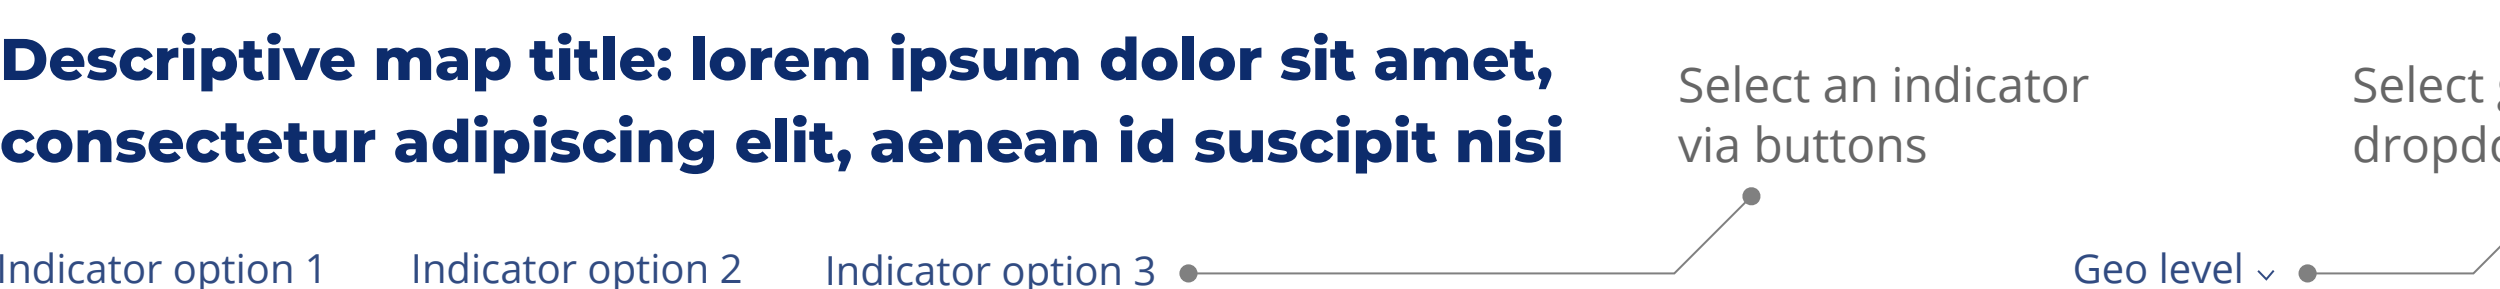 Descriptive map title: lorem ipsum dolor sit amet,
consectetur adipiscing elit, aenean id suscipit nisi
Select an indicator
via buttons
Select
Indicator option 1
Indicator option 2
Indicator option 3
Geo level